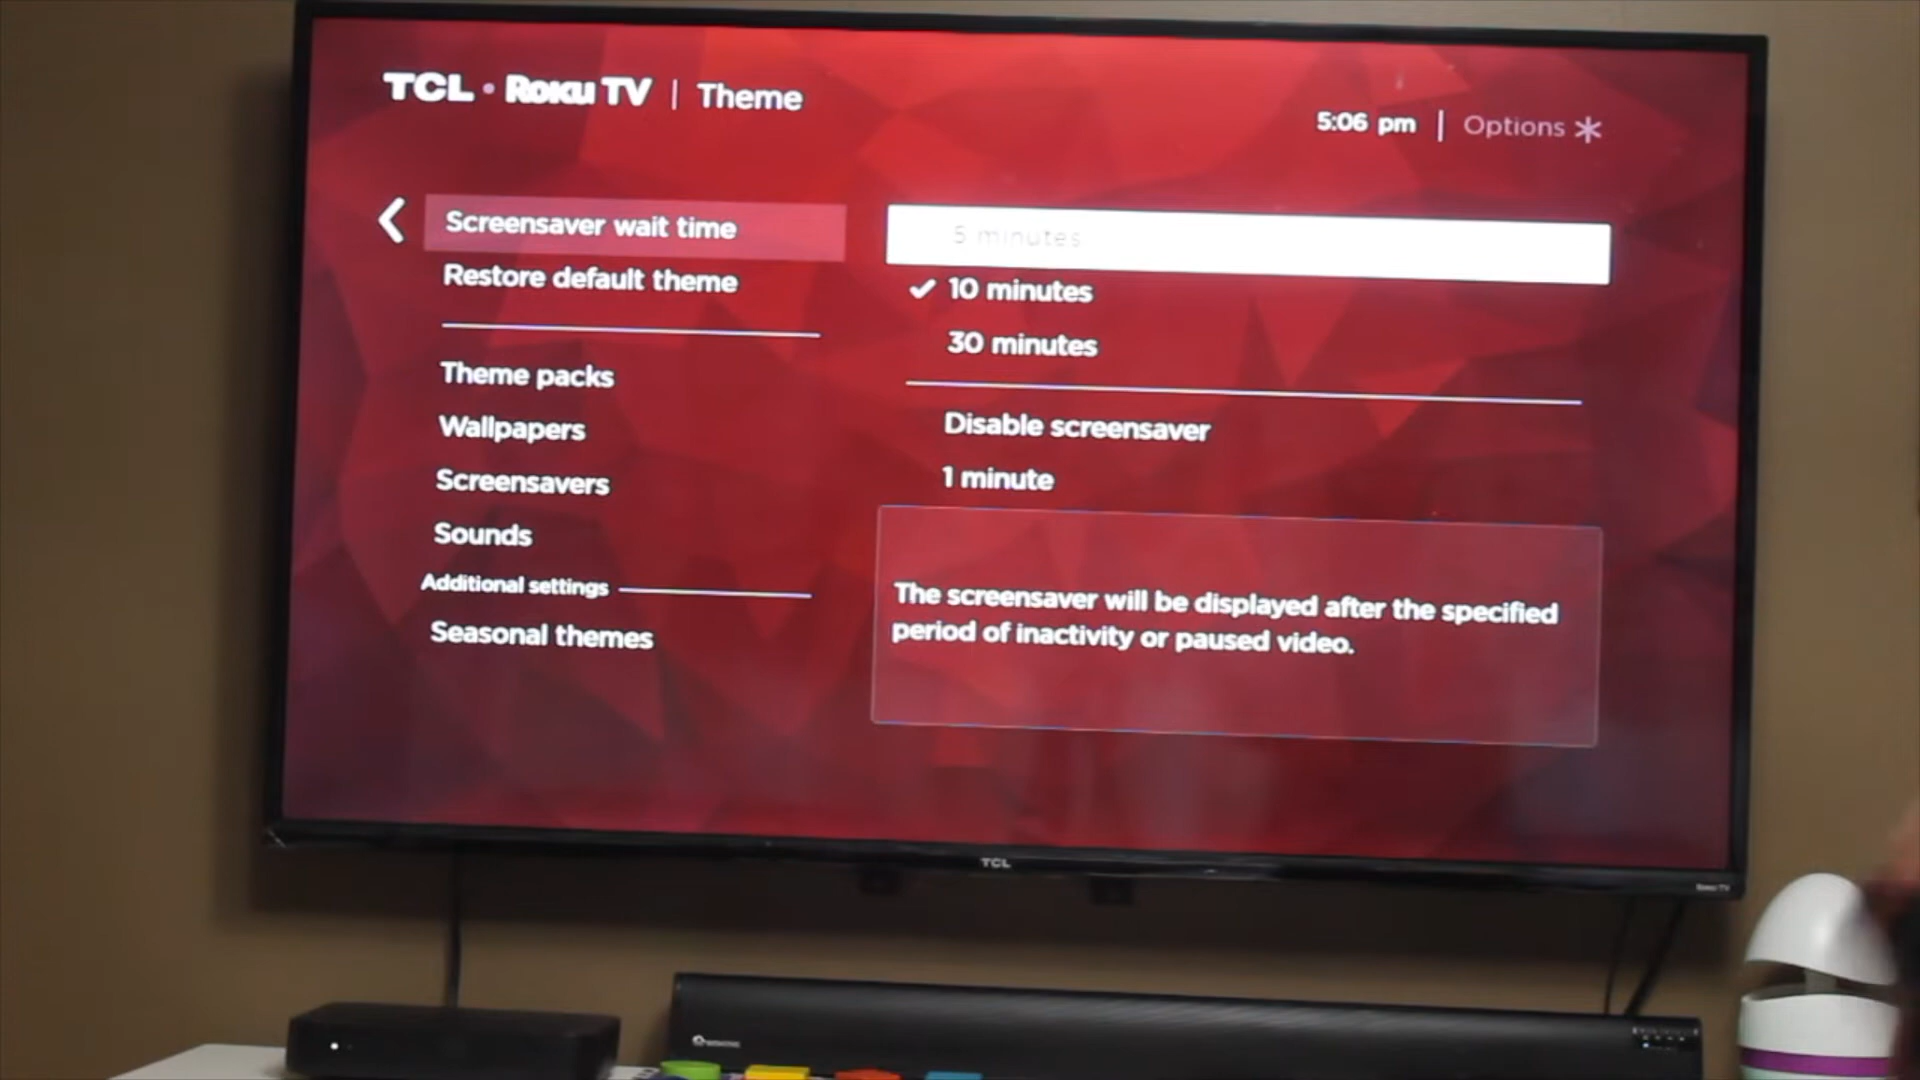 TCL • Roku TV | Theme
5:06 pm | Options
Screensaver wait time
Restore default theme
Theme packs
Wallpapers
Screensavers
Sounds
Additional settings
Seasonal themes
5 minutes
10 minutes
30 minutes
Disable screensaver
1 minute
The screensaver will be displayed after the specified
period of inactivity or paused video.
TCL
Roku TV